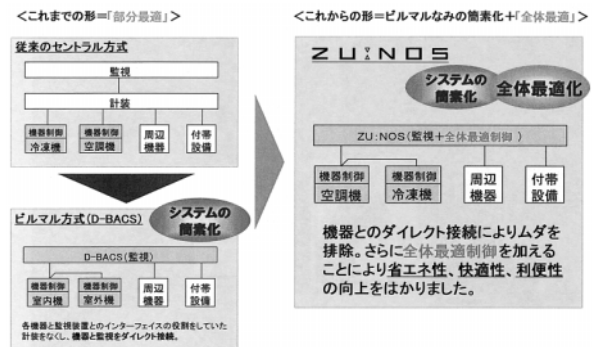 <これまでの形=「部分最適」>
従来のセントラル方式
監視
計装
機器制御
冷凍機
機器制御
空調機
周辺
機器
付帯
設備
ビルマル方式(D-BACS)
システムの
簡素化
D-BACS(監視)
機器制御
室内機
機器制御
室外機
周辺
機器
付帯
設備
各機器と監視装置とのインターフェイスの役割をしていた
計装をなくし、機器と監視をダイレクト接続。
<これからの形=ビルマルなみの簡素化+「全体最適」>
ZU:NOS
システムの
簡素化
全体最適化
ZU:NOS(監視+全体最適制御)
機器制御
空調機
機器制御
冷凍機
周辺
機器
付帯
設備
機器とのダイレクト接続によりムダを
排除。さらに全体最適制御を加える
ことにより省エネ性、快適性、利便性
の向上をはかりました。